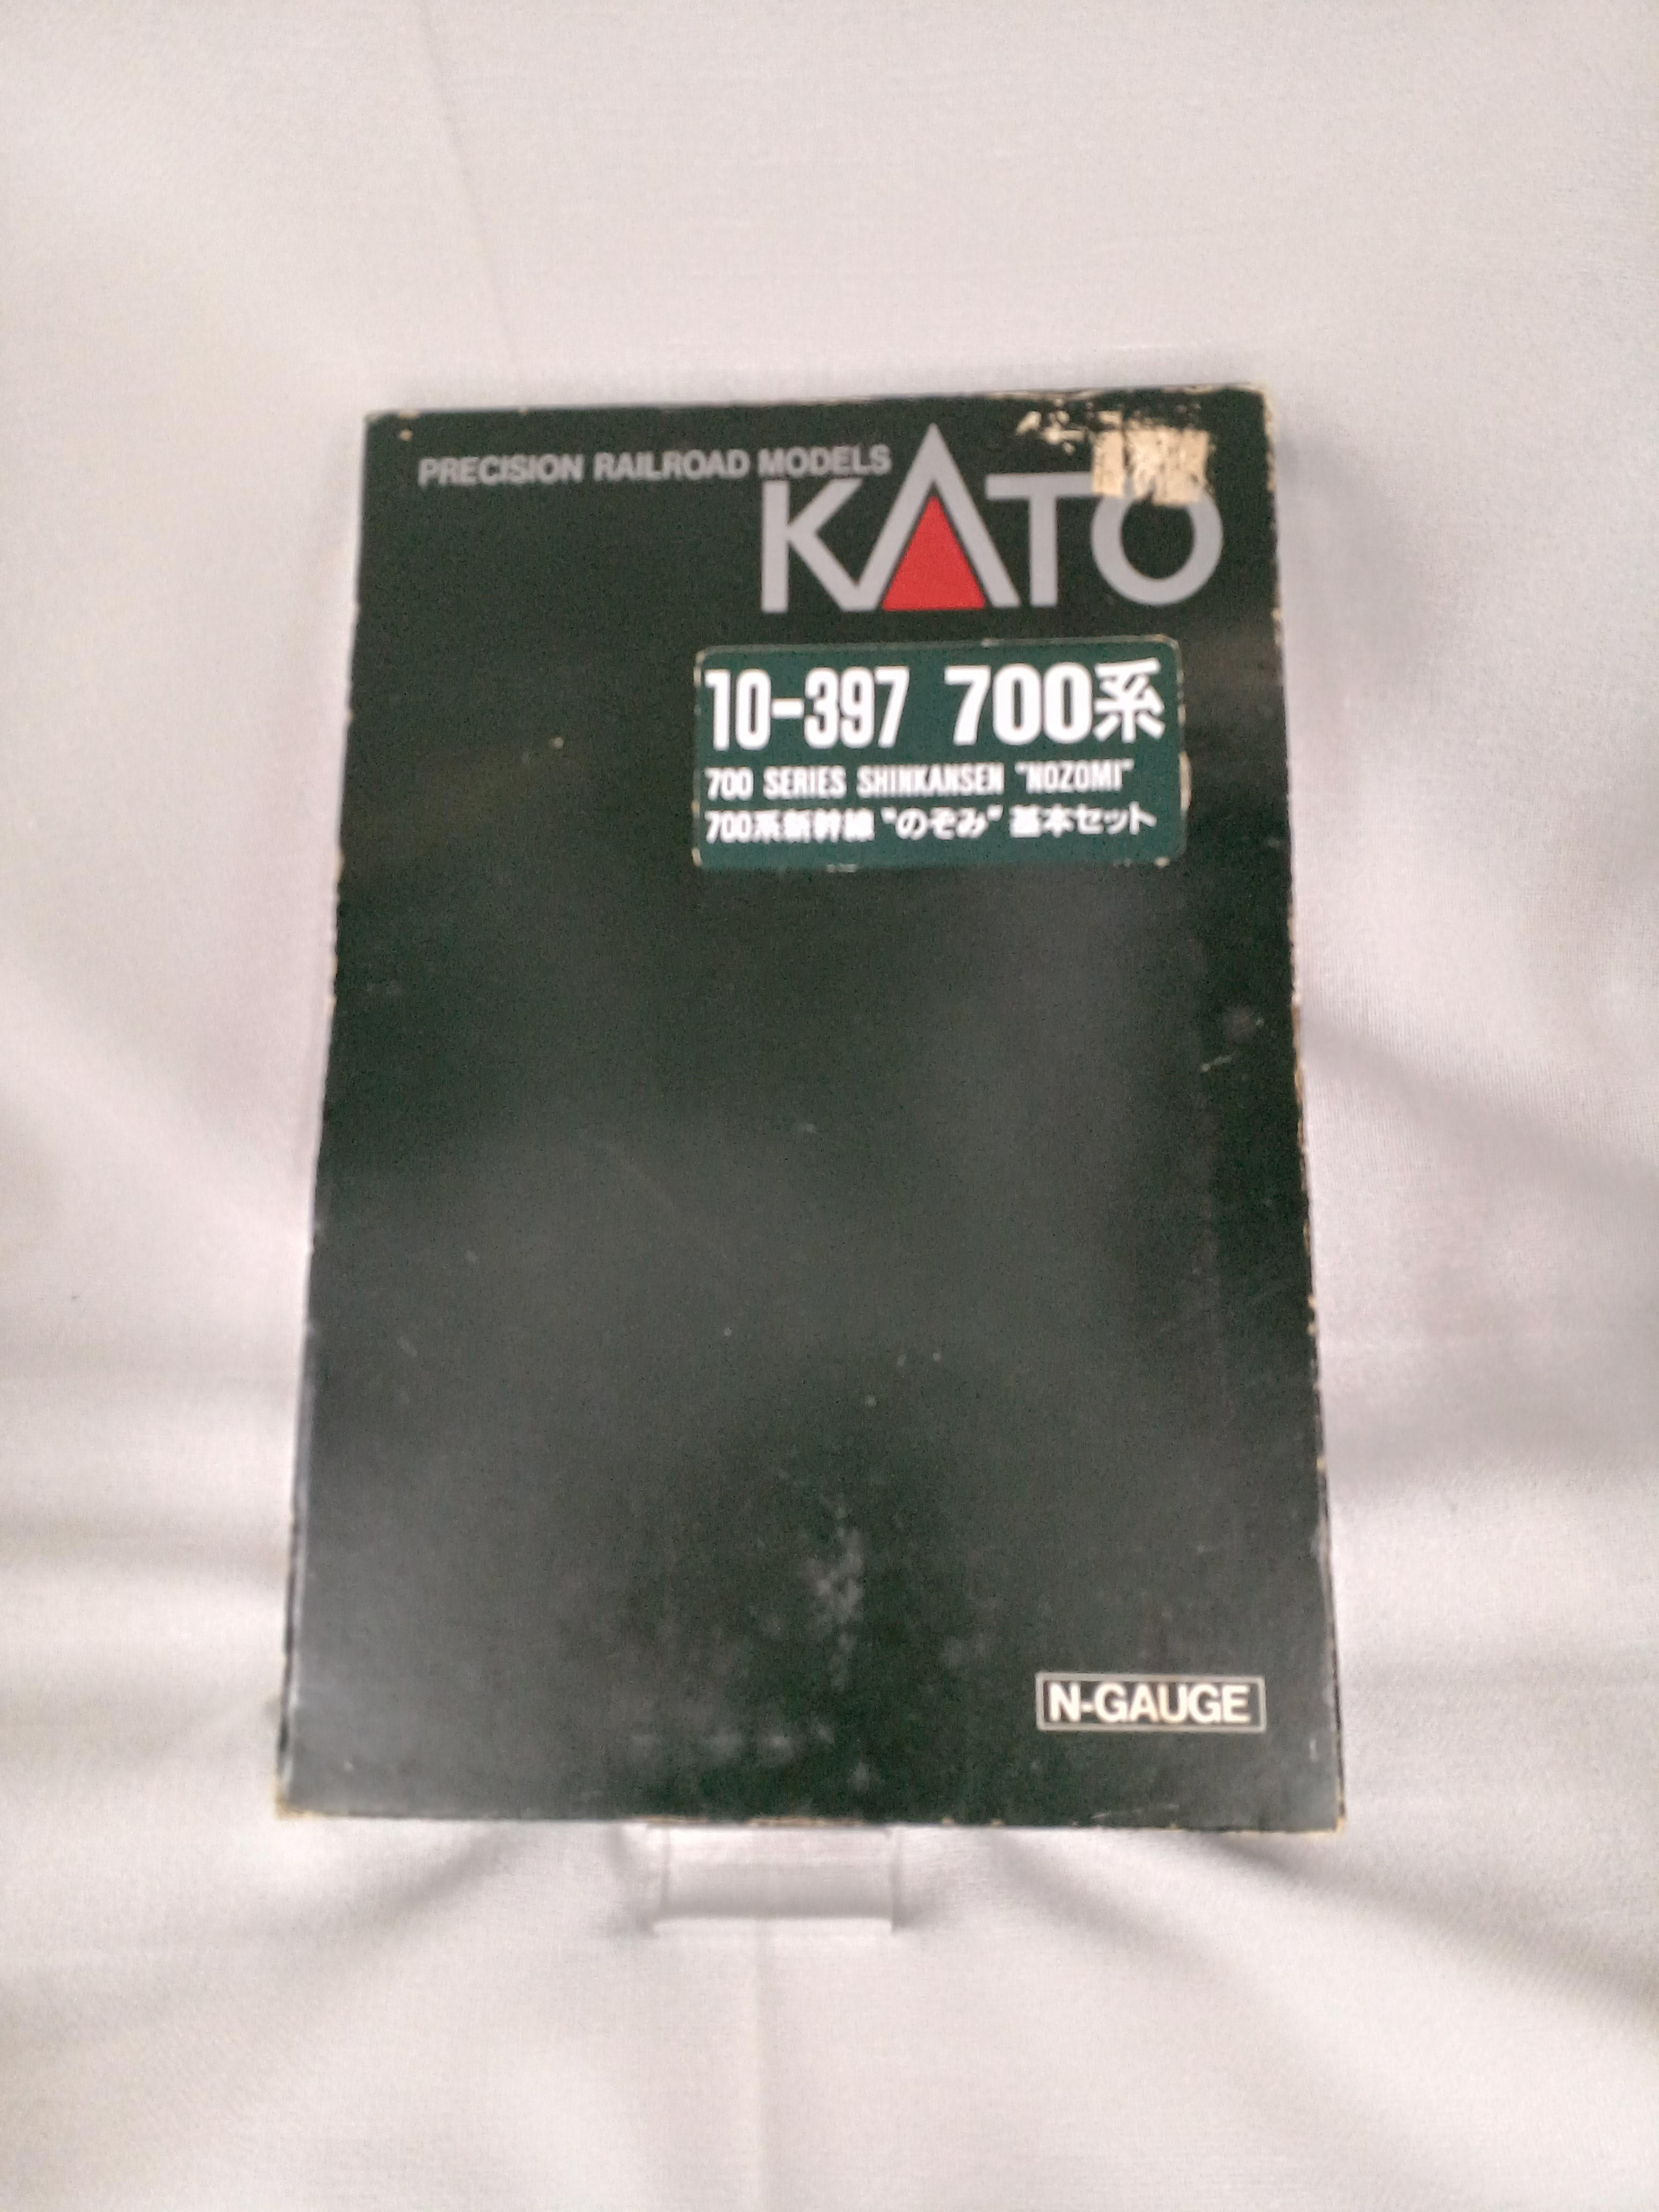 PRECISION RAILROAD MODELS
KATO
10-397 700系
700 SERIES SHINKANSEN "NOZOMI"
700系新幹線 "のぞみ" 基本セット
N-GAUGE